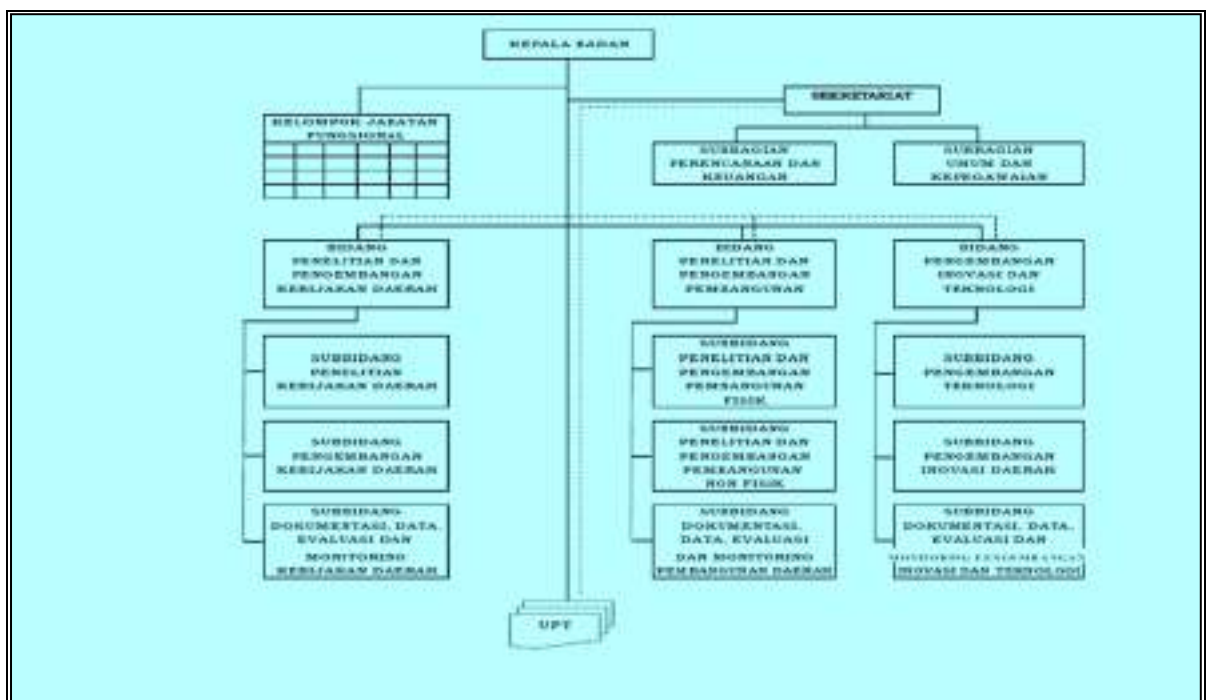 KEPALA BADAN
SEKRETARIAT
KELOMPOK JABATAN
FUNGSIONAL
SUBBAGIAN
PERENCANAAN DAN
KEUANGAN
SUBBAGIAN
UMUM DAN
KEPEGAWAIAN
BIDANG
PENELITIAN DAN
PENGEMBANGAN
KEBIJAKAN DAERAH
BIDANG
PENELITIAN DAN
PENGEMBANGAN
PEMBANGUNAN
BIDANG
PENGEMBANGAN
INOVASI DAN
TEKNOLOGI
SUBBIDANG
PENELITIAN
KEBIJAKAN DAERAH
SUBBIDANG
PENELITIAN DAN
PENGEMBANGAN
PEMBANGUNAN
FISIK
SUBBIDANG
PENGEMBANGAN
TEKNOLOGI
SUBBIDANG
PENGEMBANGAN
KEBIJAKAN DAERAH
SUBBIDANG
PENELITIAN DAN
PENGEMBANGAN
PEMBANGUNAN
NON FISIK
SUBBIDANG
PENGEMBANGAN
INOVASI DAERAH
SUBBIDANG
DOKUMENTASI, DATA,
EVALUASI DAN
MONITORING
KEBIJAKAN DAERAH
SUBBIDANG
DOKUMENTASI,
DATA, EVALUASI
DAN MONITORING
PEMBANGUNAN DAERAH
SUBBIDANG
DOKUMENTASI, DATA,
EVALUASI DAN
MONITORING PENGEMBANGAN
INOVASI DAN TEKNOLOGI
UPT